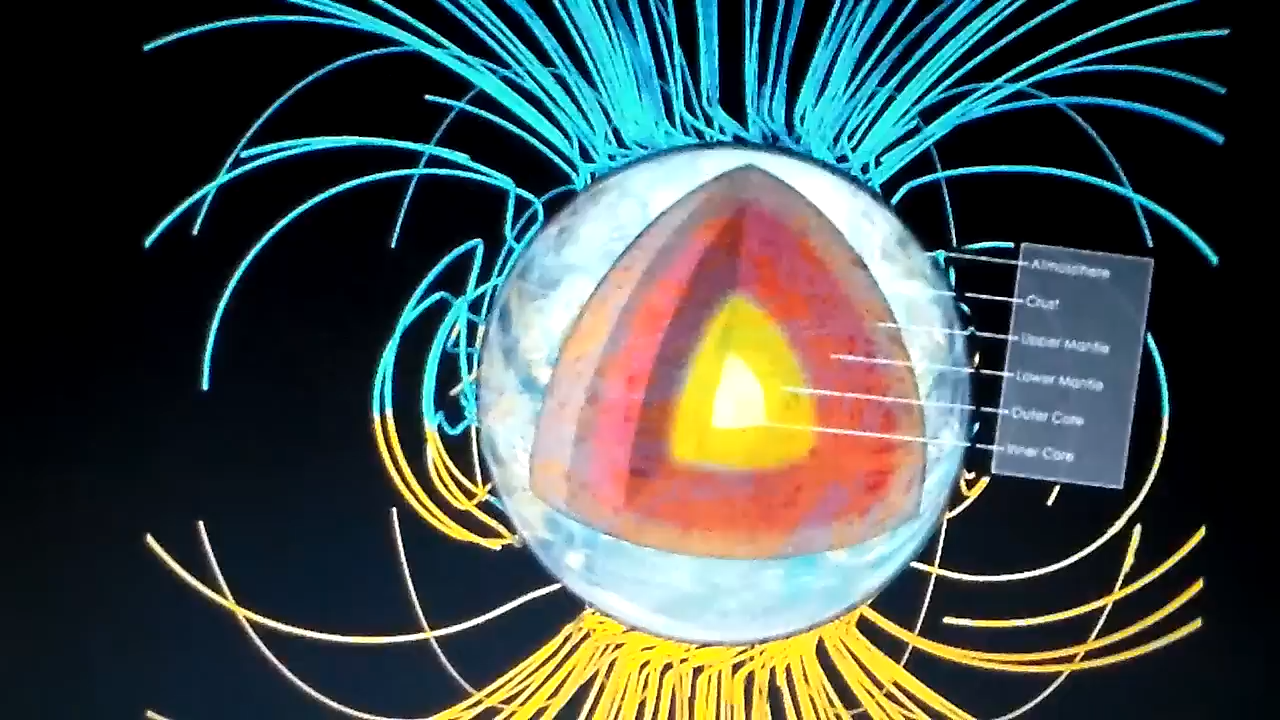 Atmosphere
Crust
Upper Mantle
Lower Mantle
Outer Core
Inner Core